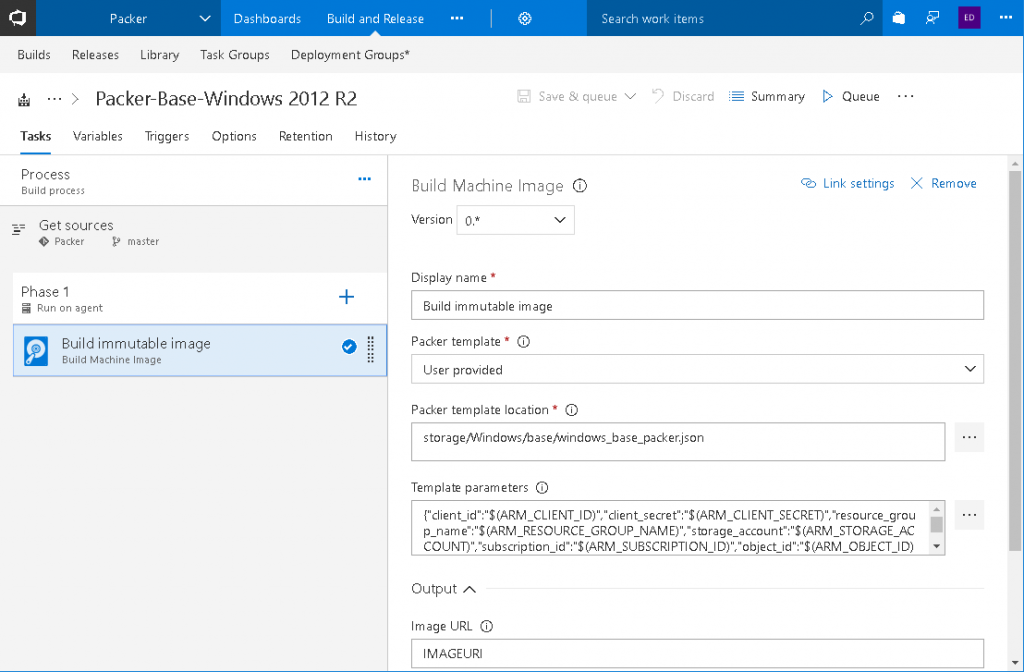 Packer Dashboards Build and Release ... Search work items ED ...
Builds Releases Library Task Groups Deployment Groups*
... > Packer-Base-Windows 2012 R2 Save & queue Discard Summary Queue ...
Tasks Variables Triggers Options Retention History
Process ...
Build process
Get sources
Packer master
Phase 1
Run on agent
Build immutable image
Build Machine Image
Build Machine Image Link settings Remove
Version 0.*
Display name *
Build immutable image
Packer template *
User provided
Packer template location *
storage/Windows/base/windows_base_packer.json ...
Template parameters
{"client_id":"$(ARM_CLIENT_ID)","client_secret":"$(ARM_CLIENT_SECRET)","resource_grou ...
p_name":"$(ARM_RESOURCE_GROUP_NAME)","storage_account":"$(ARM_STORAGE_AC
COUNT)","subscription_id":"$(ARM_SUBSCRIPTION_ID)","object_id":"$(ARM_OBJECT_ID)
Output
Image URL
IMAGEURI